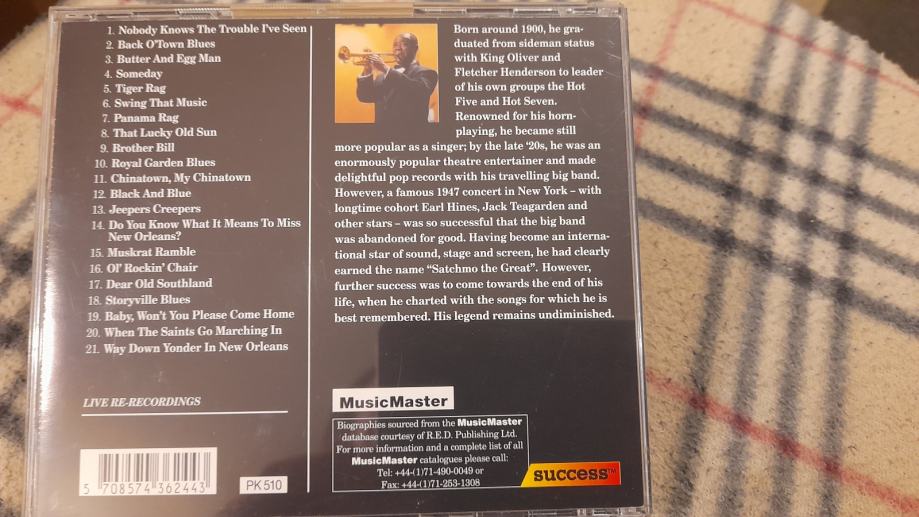 1. Nobody Knows The Trouble I've Seen
2. Back O'Town Blues
3. Butter And Egg Man
4. Someday
5. Tiger Rag
6. Swing That Music
7. Panama Rag
8. That Lucky Old Sun
9. Brother Bill
10. Royal Garden Blues
11. Chinatown, My Chinatown
12. Black And Blue
13. Jeepers Creepers
14. Do You Know What It Means To Miss
New Orleans?
15. Muskrat Ramble
16. Ol' Rockin' Chair
17. Dear Old Southland
18. Storyville Blues
19. Baby, Won't You Please Come Home
20. When The Saints Go Marching In
21. Way Down Yonder In New Orleans
LIVE RE-RECORDINGS
5 708574 362443
PK 510
Born around 1900, he gra-
duated from sideman status
with King Oliver and
Fletcher Henderson to leader
of his own groups the Hot
Five and Hot Seven.
Renowned for his horn-
playing, he became still
more popular as a singer; by the late '20s, he was an
enormously popular theatre entertainer and made
delightful pop records with his travelling big band.
However, a famous 1947 concert in New York – with
longtime cohort Earl Hines, Jack Teagarden and
other stars – was so successful that the big band
was abandoned for good. Having become an interna-
tional star of sound, stage and screen, he had clearly
earned the name “Satchmo the Great”. However,
further success was to come towards the end of his
life, when he charted with the songs for which he is
best remembered. His legend remains undiminished.
MusicMaster
Biographies sourced from the MusicMaster
database courtesy of R.E.D. Publishing Ltd.
For more information and a complete list of all
MusicMaster catalogues please call:
Tel: +44-(1)71-490-0049 or
Fax: +44-(1)71-253-1308
success™